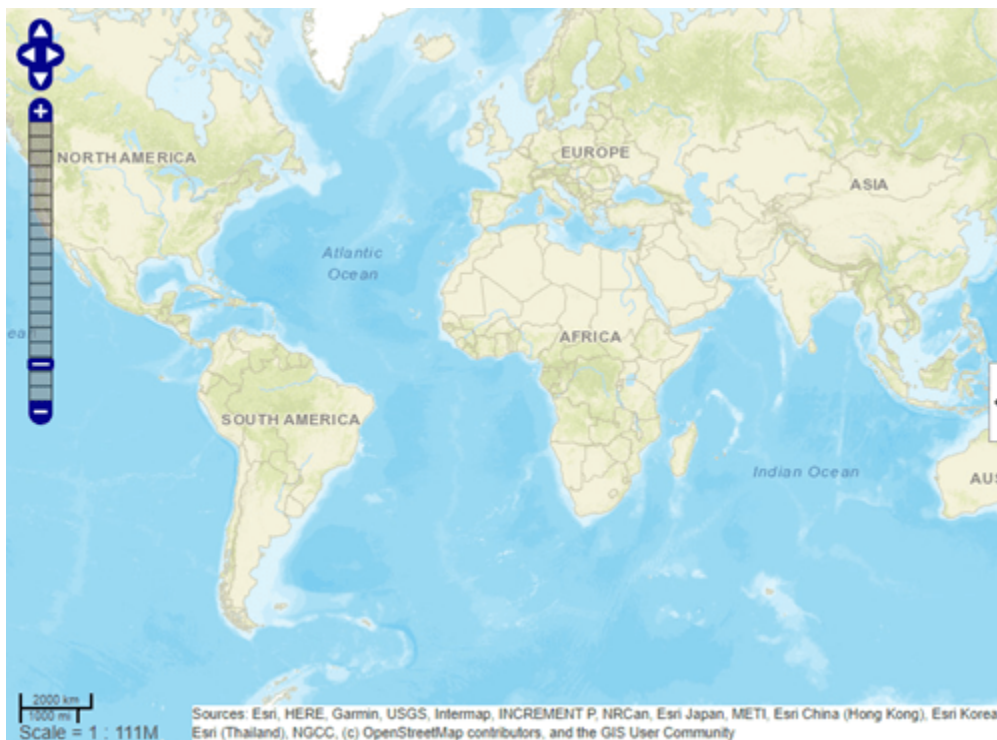 NORTH AMERICA
EUROPE
ASIA
Atlantic
Ocean
ean
AFRICA
SOUTH AMERICA
Indian Ocean
AUS
2000 km
1000 mi
Scale = 1 : 111M
Sources: Esri, HERE, Garmin, USGS, Intermap, INCREMENT P, NRCan, Esri Japan, METI, Esri China (Hong Kong), Esri Korea
Esri (Thailand), NGCC, (c) OpenStreetMap contributors, and the GIS User Community